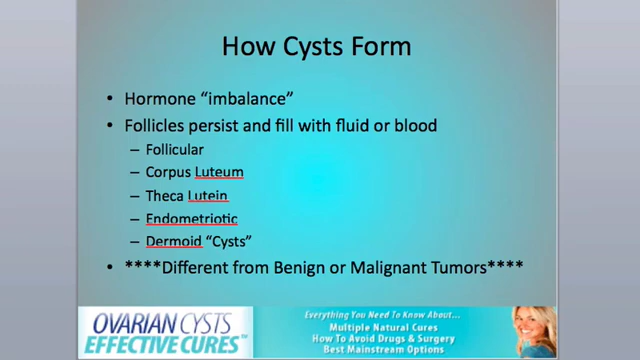 How Cysts Form
• Hormone “imbalance”
• Follicles persist and fill with fluid or blood
– Follicular
– Corpus Luteum
– Theca Lutein
– Endometriotic
– Dermoid “Cysts”
• ****Different from Benign or Malignant Tumors****
OVARIAN CYSTS
EFFECTIVE CURES™
Everything You Need To Know About...
Multiple Natural Cures
How To Avoid Drugs & Surgery
Best Mainstream Options